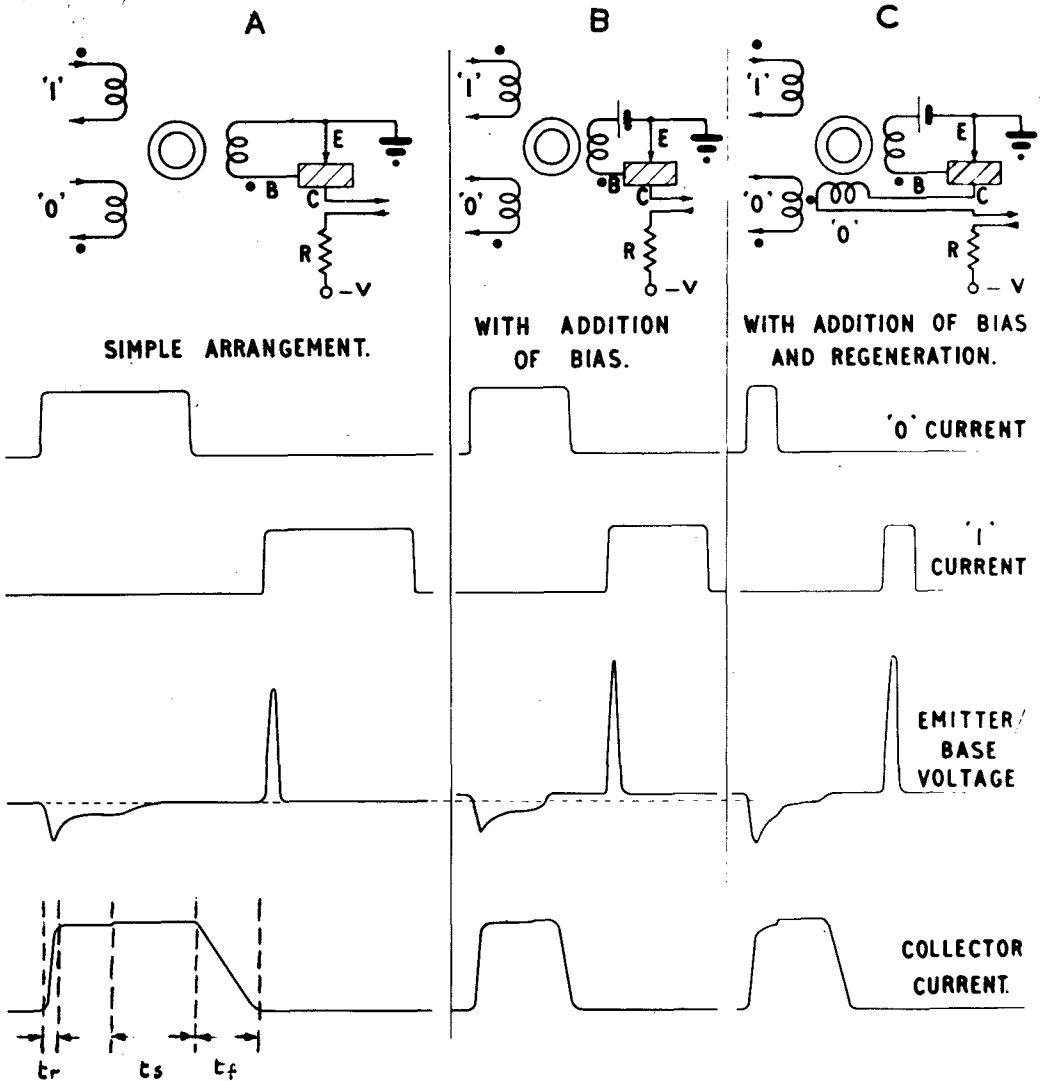 A
'1'
'0'
E
B
C
R
−V
SIMPLE ARRANGEMENT.
B
'1'
'0'
E
B
C
R
−V
WITH ADDITION
OF BIAS.
C
'1'
'0'
'0'
E
B
C
R
−V
WITH ADDITION OF BIAS
AND REGENERATION.
'0' CURRENT
'1'
CURRENT
EMITTER/
BASE
VOLTAGE
COLLECTOR
CURRENT.
tr
ts
tf